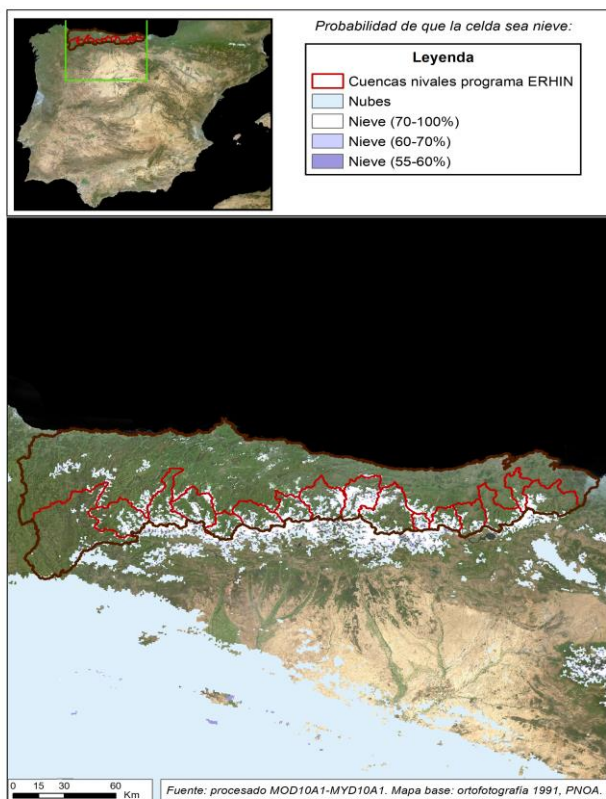 Probabilidad de que la celda sea nieve:
Leyenda
Cuencas nivales programa ERHIN
Nubes
Nieve (70-100%)
Nieve (60-70%)
Nieve (55-60%)
0 15 30 60
Km
Fuente: procesado MOD10A1-MYD10A1. Mapa base: ortofotografía 1991, PNOA.